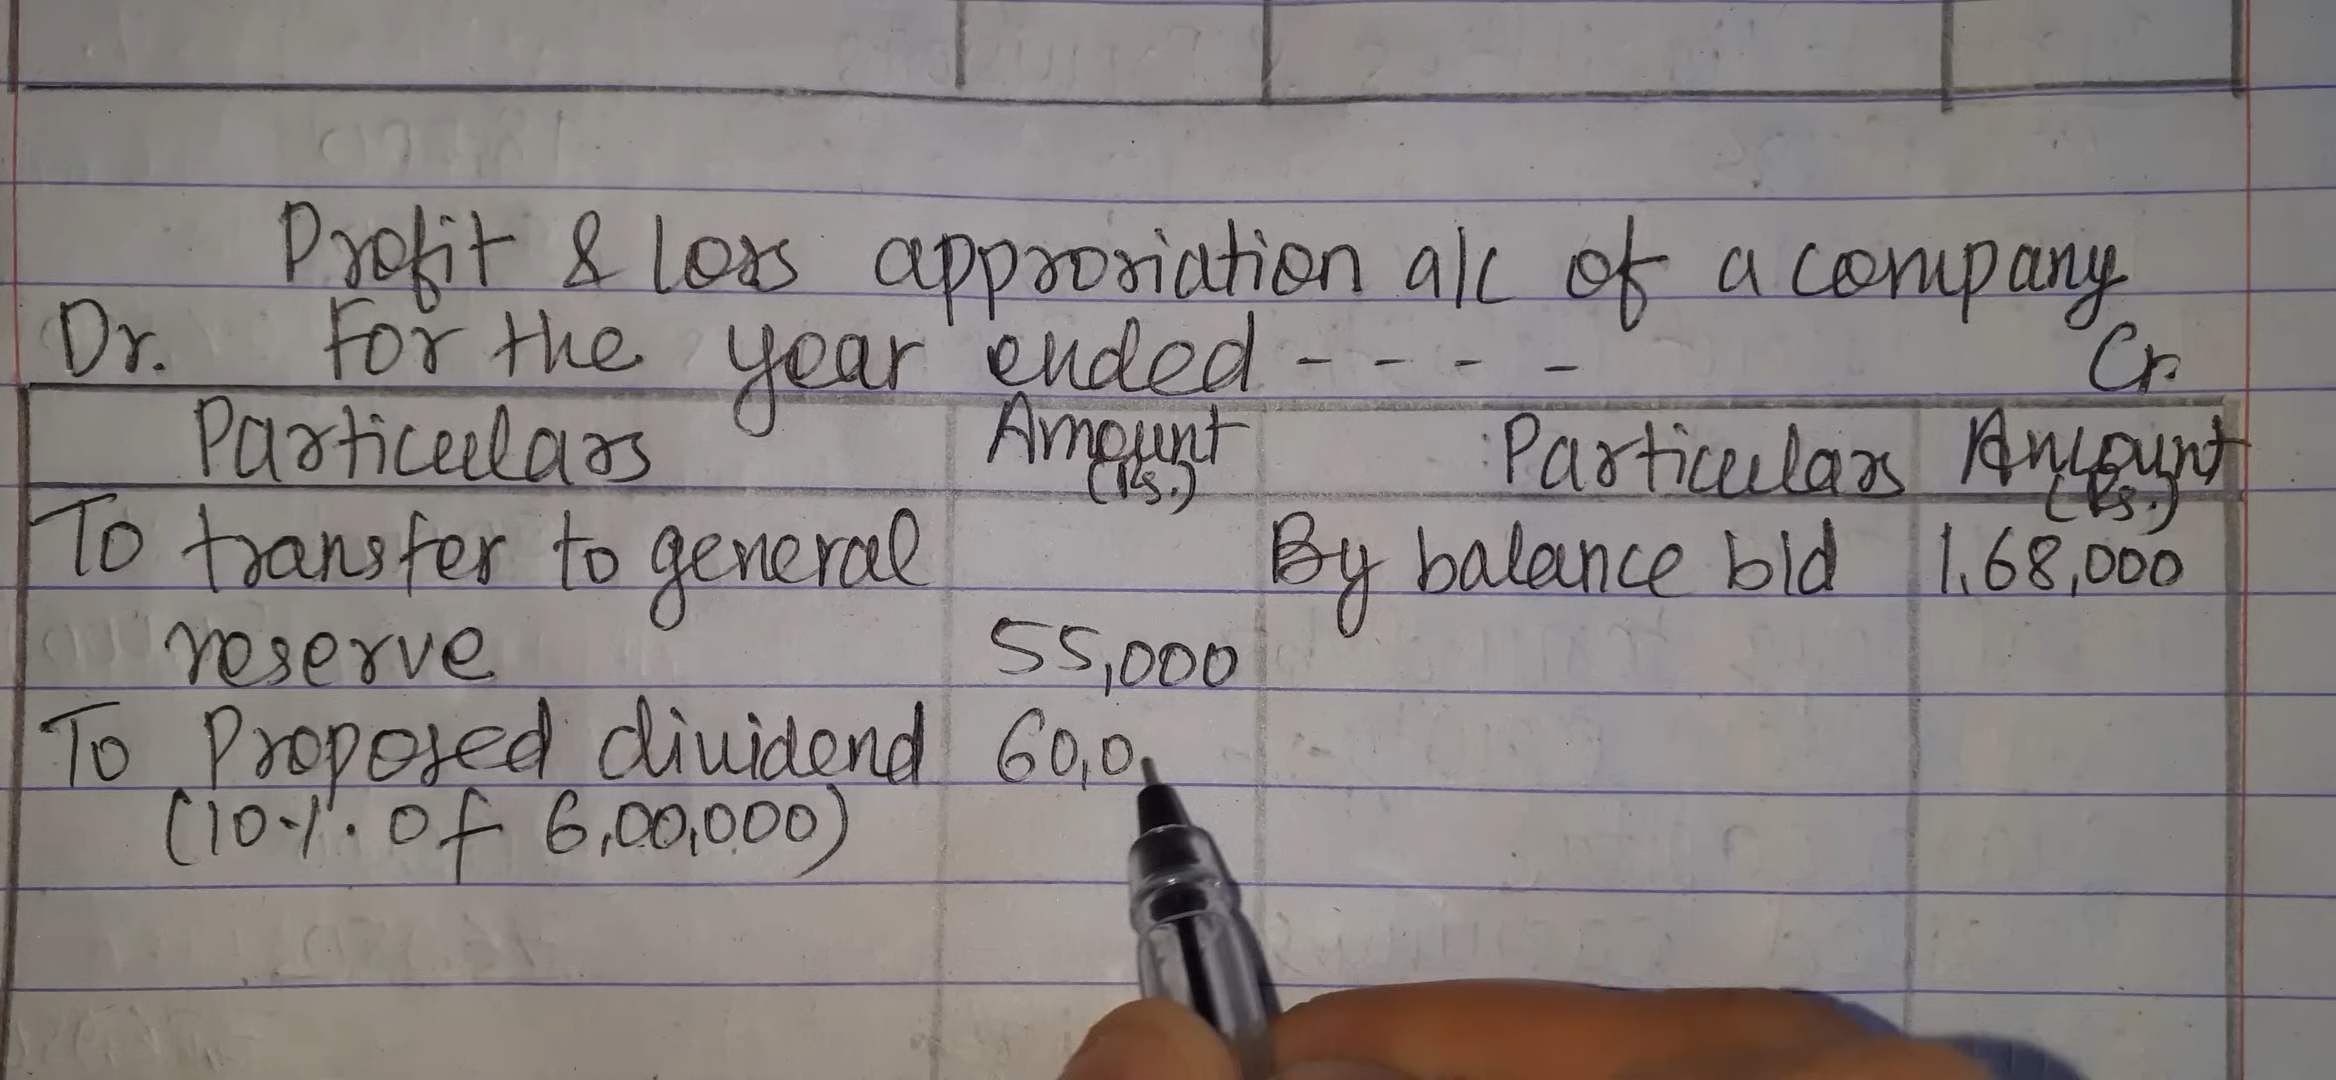 Profit & loss approriation a/c of a company
Dr. For the year ended - - - - Cr.
Particulars Amount (Rs.) Particulars Amount (Rs.)
To transfer to general By balance b/d 1,68,000
reserve 55,000
To Proposed dividend 60,0
(10% of 6,00,000)